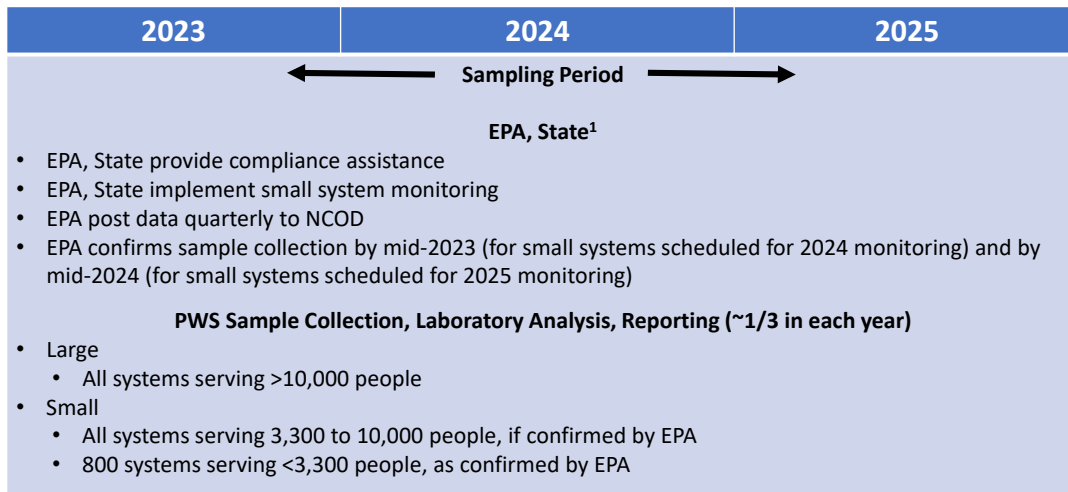 2023 2024 2025
Sampling Period
EPA, State¹
• EPA, State provide compliance assistance
• EPA, State implement small system monitoring
• EPA post data quarterly to NCOD
• EPA confirms sample collection by mid-2023 (for small systems scheduled for 2024 monitoring) and by
mid-2024 (for small systems scheduled for 2025 monitoring)
PWS Sample Collection, Laboratory Analysis, Reporting (~1/3 in each year)
• Large
• All systems serving >10,000 people
• Small
• All systems serving 3,300 to 10,000 people, if confirmed by EPA
• 800 systems serving <3,300 people, as confirmed by EPA